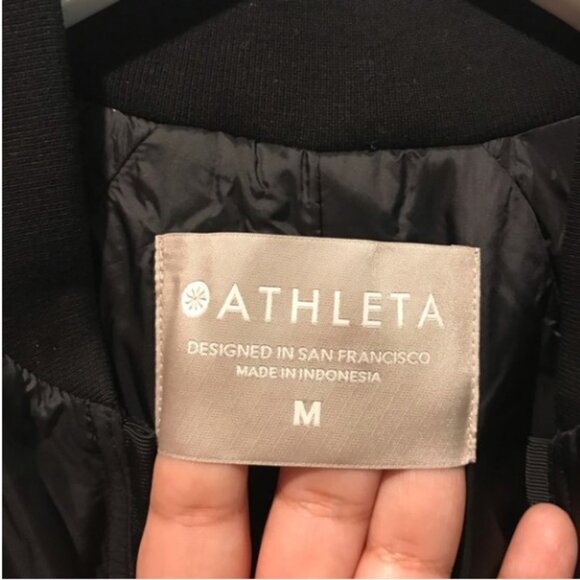 ATHLETA
DESIGNED IN SAN FRANCISCO
MADE IN INDONESIA
M